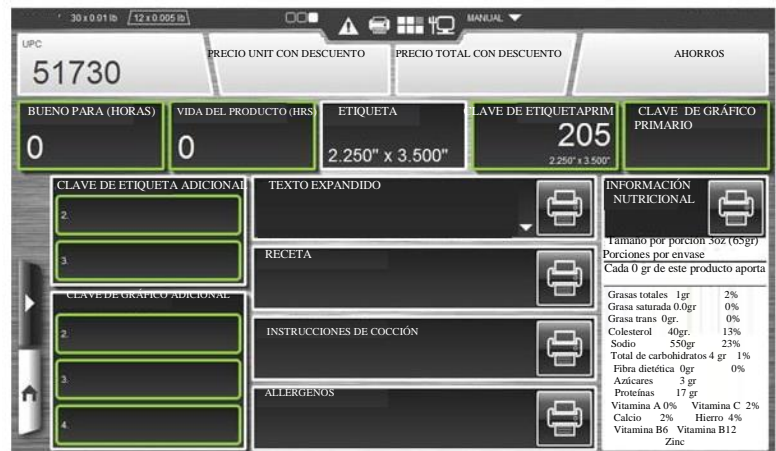 30 x 0.01 lb 12 x 0.005 lb MANUAL
UPC
51730
PRECIO UNIT CON DESCUENTO
PRECIO TOTAL CON DESCUENTO
AHORROS
BUENO PARA (HORAS)
0
VIDA DEL PRODUCTO (HRS)
0
ETIQUETA
2.250" x 3.500"
CLAVE DE ETIQUETAPRIM
205
2.250" x 3.500"
CLAVE DE GRÁFICO
PRIMARIO
CLAVE DE ETIQUETA ADICIONAL
2.
3.
CLAVE DE GRÁFICO ADICIONAL
2.
3.
4.
TEXTO EXPANDIDO
RECETA
INSTRUCCIONES DE COCCIÓN
ALLERGENOS
INFORMACIÓN
NUTRICIONAL
Tamaño por porción 3oz (65gr)
Porciones por envase
Cada 0 gr de este producto aporta
Grasas totales 1gr 2%
Grasa saturada 0.0gr 0%
Grasa trans 0gr. 0%
Colesterol 40gr. 13%
Sodio 550gr 23%
Total de carbohidratos 4 gr 1%
Fibra dietética 0gr 0%
Azúcares 3 gr
Proteínas 17 gr
Vitamina A 0% Vitamina C 2%
Calcio 2% Hierro 4%
Vitamina B6 Vitamina B12
Zinc